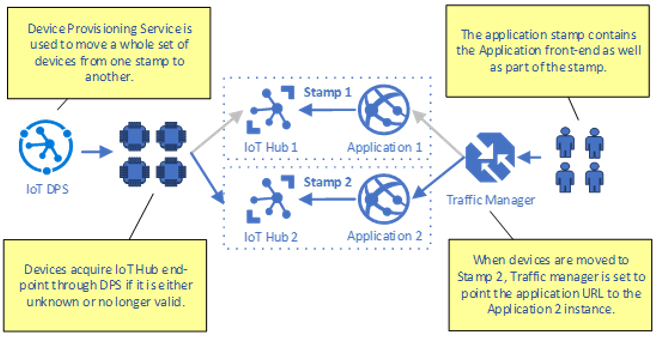 Device Provisioning Service is
used to move a whole set of
devices from one stamp to
another.
The application stamp contains
the Application front-end as well
as part of the stamp.
Stamp 1
IoT Hub 1
Application 1
IoT DPS
Stamp 2
IoT Hub 2
Application 2
Traffic Manager
Devices acquire IoT Hub end-
point through DPS if it is either
unknown or no longer valid.
When devices are moved to
Stamp 2, Traffic manager is set to
point the application URL to the
Application 2 instance.